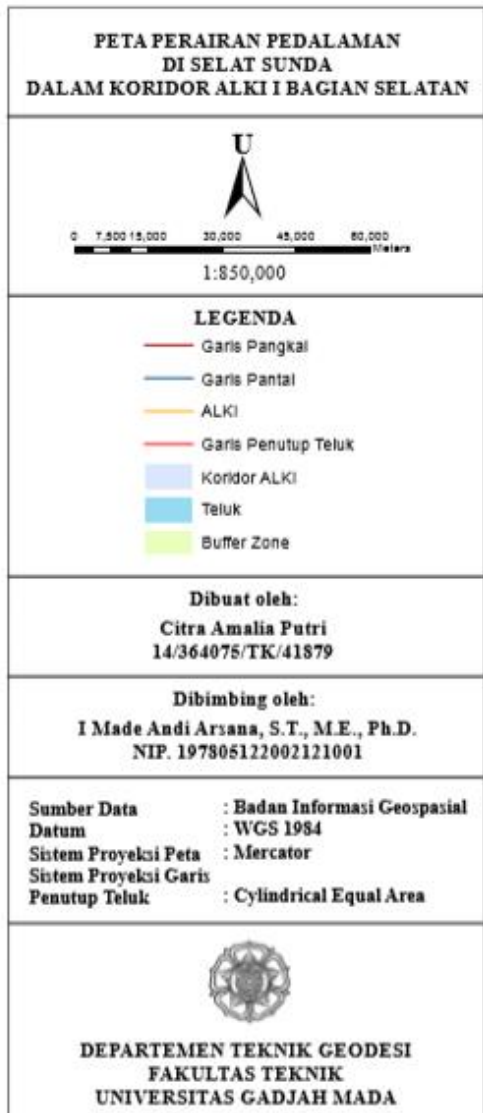 PETA PERAIRAN PEDALAMAN
DI SELAT SUNDA
DALAM KORIDOR ALKI I BAGIAN SELATAN
U
0 7,500 15,000 30,000 45,000 60,000
Meters
1:850,000
LEGENDA
Garis Pangkal
Garis Pantai
ALKI
Garis Penutup Teluk
Koridor ALKI
Teluk
Buffer Zone
Dibuat oleh:
Citra Amalia Putri
14/364075/TK/41879
Dibimbing oleh:
I Made Andi Arsana, S.T., M.E., Ph.D.
NIP. 197805122002121001
Sumber Data : Badan Informasi Geospasial
Datum : WGS 1984
Sistem Proyeksi Peta : Mercator
Sistem Proyeksi Garis
Penutup Teluk : Cylindrical Equal Area
DEPARTEMEN TEKNIK GEODESI
FAKULTAS TEKNIK
UNIVERSITAS GADJAH MADA